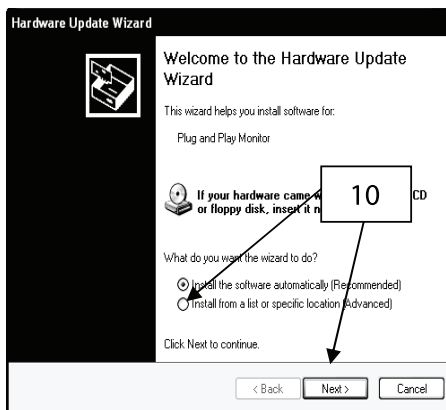 Hardware Update Wizard
Welcome to the Hardware Update
Wizard
This wizard helps you install software for:
Plug and Play Monitor
If your hardware came CD
or floppy disk, insert it
10
What do you want the wizard to do?
Install the software automatically (Recommended)
Install from a list or specific location (Advanced)
Click Next to continue.
< Back Next > Cancel